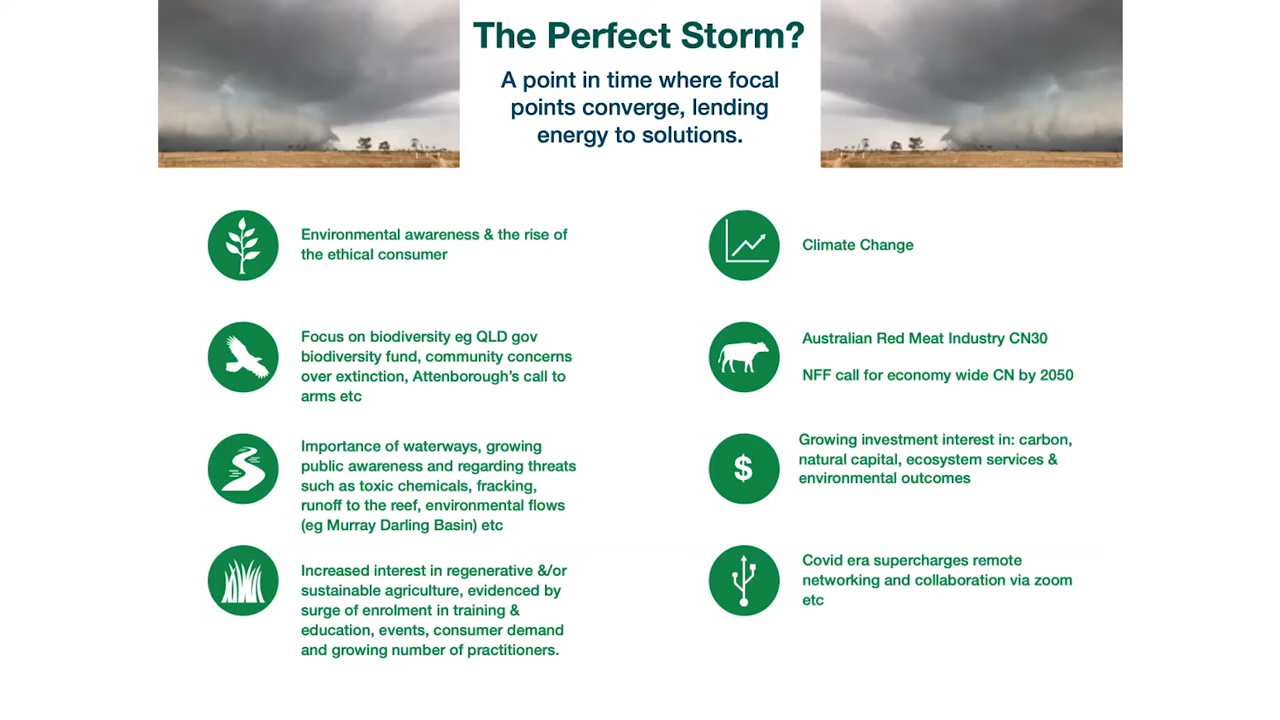 The Perfect Storm?
A point in time where focal
points converge, lending
energy to solutions.
Environmental awareness & the rise of
the ethical consumer
Focus on biodiversity eg QLD gov
biodiversity fund, community concerns
over extinction, Attenborough's call to
arms etc
Importance of waterways, growing
public awareness and regarding threats
such as toxic chemicals, fracking,
runoff to the reef, environmental flows
(eg Murray Darling Basin) etc
Increased interest in regenerative &/or
sustainable agriculture, evidenced by
surge of enrolment in training &
education, events, consumer demand
and growing number of practitioners.
Climate Change
Australian Red Meat Industry CN30
NFF call for economy wide CN by 2050
$
Growing investment interest in: carbon,
natural capital, ecosystem services &
environmental outcomes
Covid era supercharges remote
networking and collaboration via zoom
etc